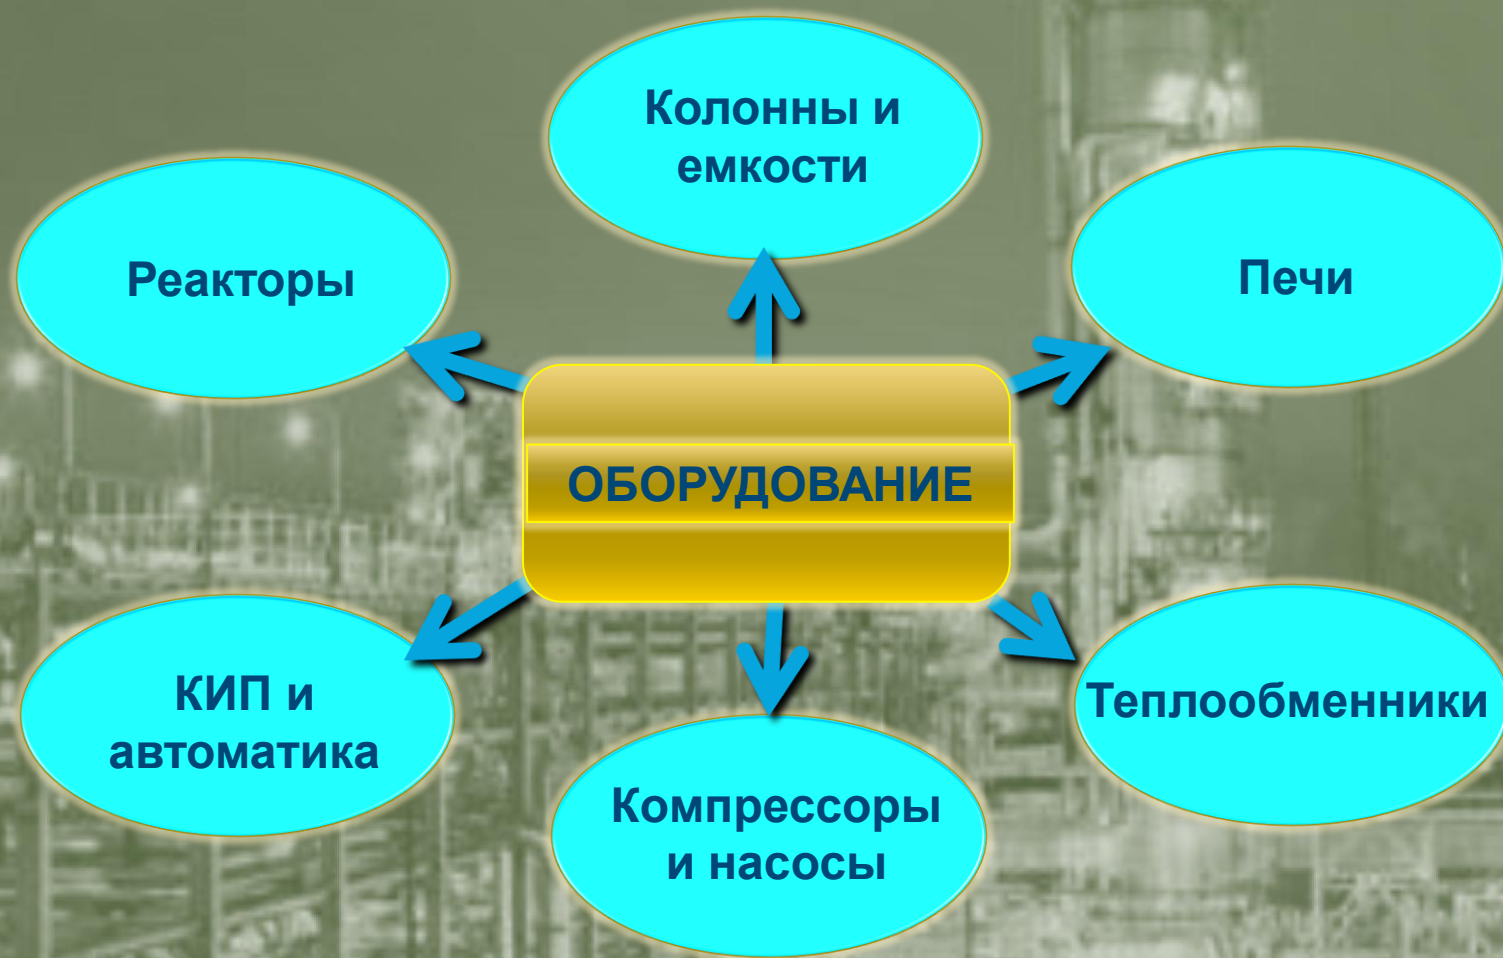 Колонны и
емкости
Реакторы
Печи
ОБОРУДОВАНИЕ
КИП и
автоматика
Теплообменники
Компрессоры
и насосы